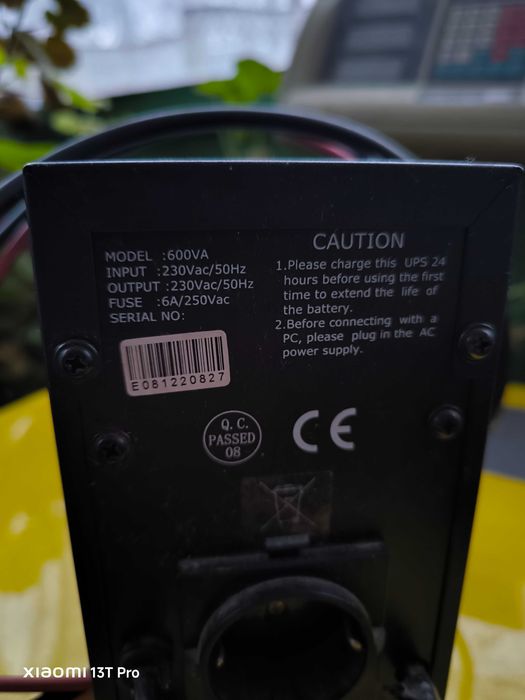 MODEL :600VA
INPUT :230Vac/50Hz
OUTPUT :230Vac/50Hz
FUSE :6A/250Vac
SERIAL NO:
E081220827
CAUTION
1.Please charge this UPS 24
hours before using the first
time to extend the life of
the battery.
2.Before connecting with a
PC, please plug in the AC
power supply.
Q.C.
PASSED
08
CE
XIAOMI 13T Pro